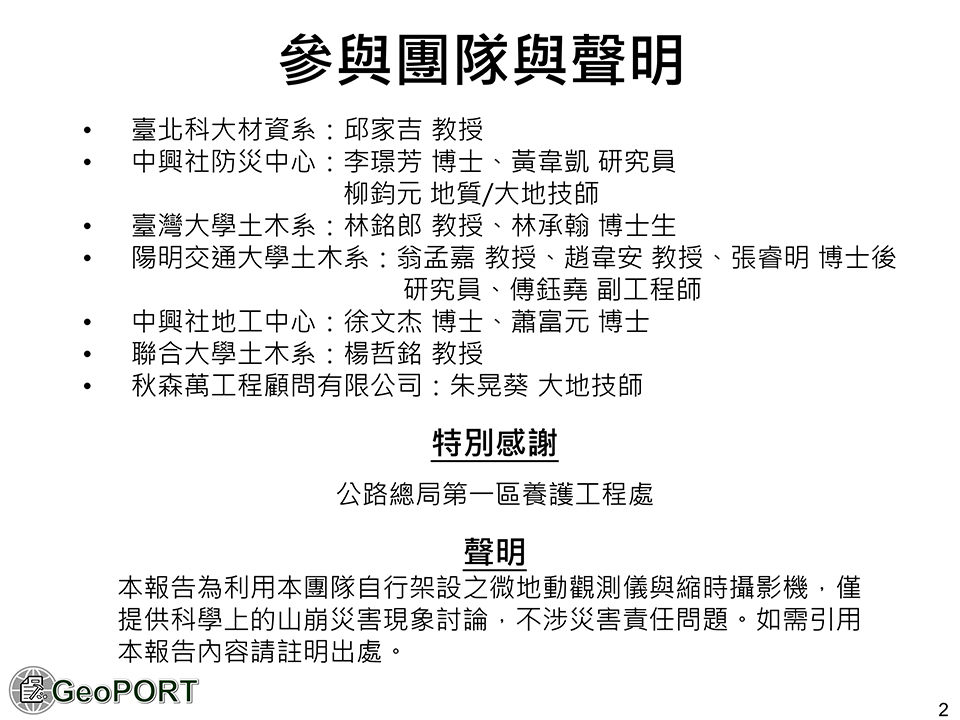 參與團隊與聲明
• 臺北科大材資系：邱家吉 教授
• 中興社防災中心：李璟芳 博士、黃韋凱 研究員
柳鈞元 地質/大地技師
• 臺灣大學土木系：林銘郎 教授、林承翰 博士生
• 陽明交通大學土木系：翁孟嘉 教授、趙韋安 教授、張睿明 博士後
研究員、傅鈺堯 副工程師
• 中興社地工中心：徐文杰 博士、蕭富元 博士
• 聯合大學土木系：楊哲銘 教授
• 秋森萬工程顧問有限公司：朱晃葵 大地技師
特別感謝
公路總局第一區養護工程處
聲明
本報告為利用本團隊自行架設之微地動觀測儀與縮時攝影機，僅
提供科學上的山崩災害現象討論，不涉災害責任問題。如需引用
本報告內容請註明出處。
GeoPORT
2